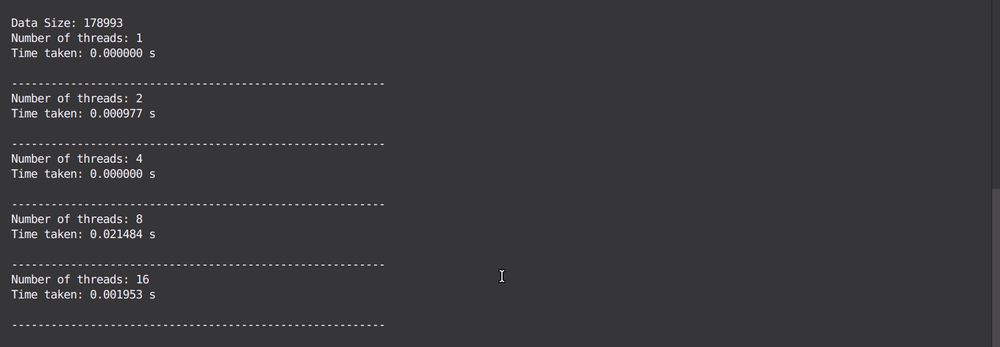 Data Size: 178993
Number of threads: 1
Time taken: 0.000000 s
---------------------------------------------------------
Number of threads: 2
Time taken: 0.000977 s
---------------------------------------------------------
Number of threads: 4
Time taken: 0.000000 s
---------------------------------------------------------
Number of threads: 8
Time taken: 0.021484 s
---------------------------------------------------------
Number of threads: 16
Time taken: 0.001953 s
---------------------------------------------------------